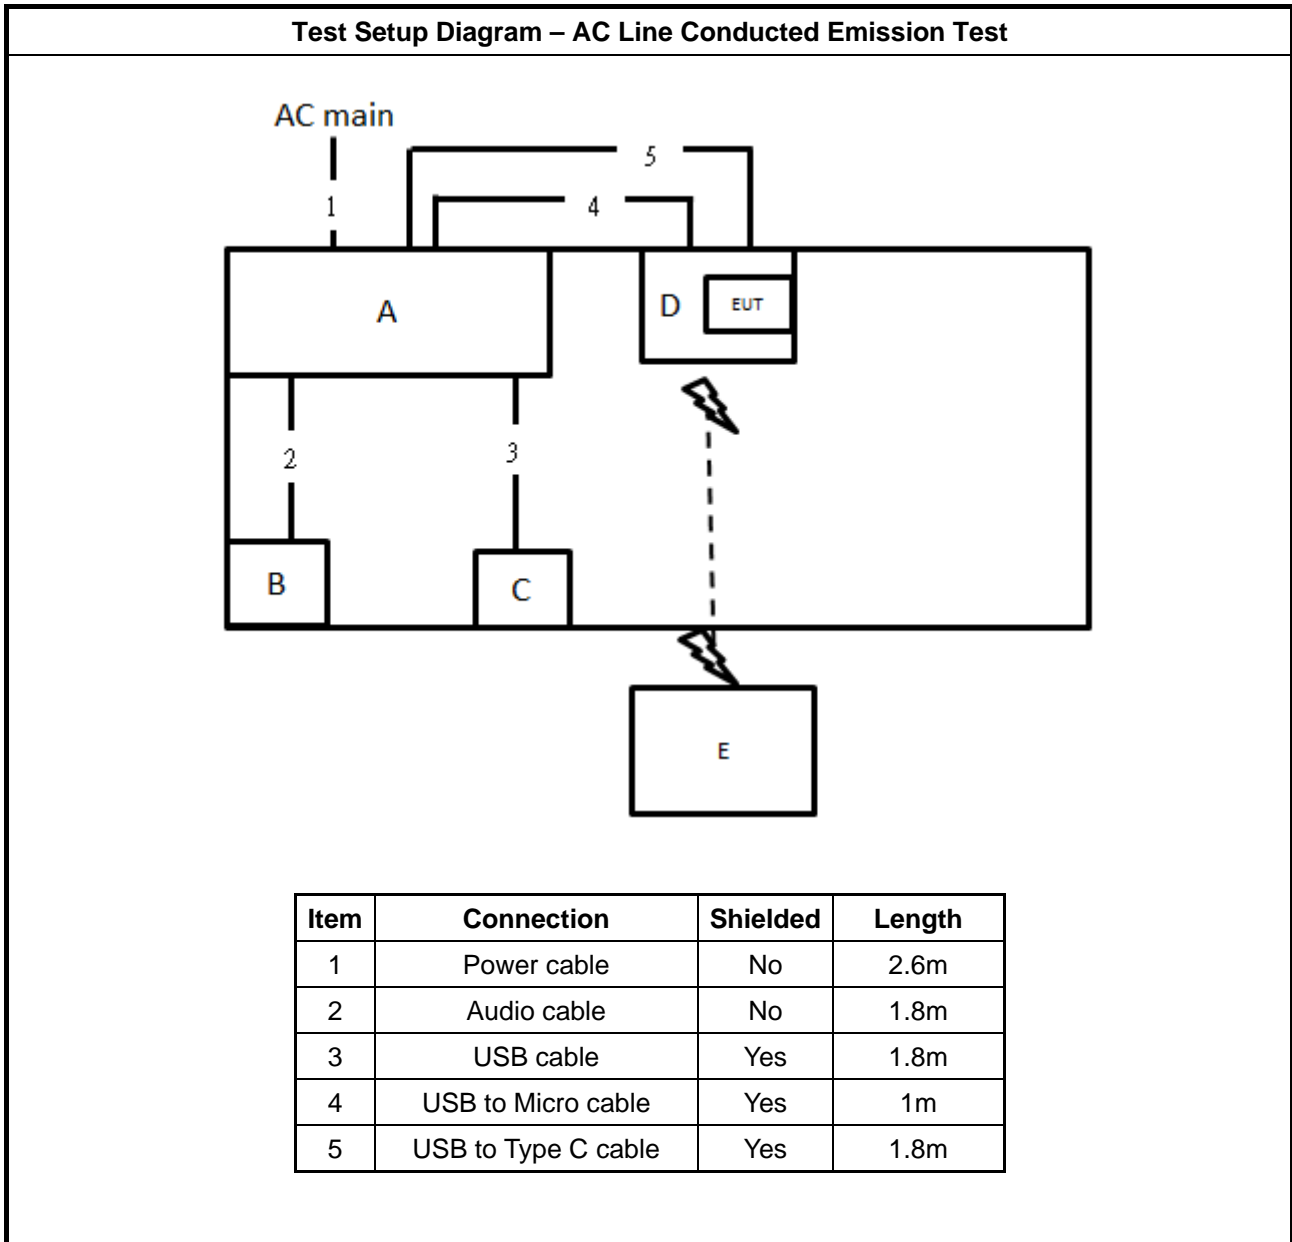 Test Setup Diagram – AC Line Conducted Emission Test
AC main
5
4
1
A
D
EUT
2
3
B
C
E
Item Connection Shielded Length
1 Power cable No 2.6m
2 Audio cable No 1.8m
3 USB cable Yes 1.8m
4 USB to Micro cable Yes 1m
5 USB to Type C cable Yes 1.8m